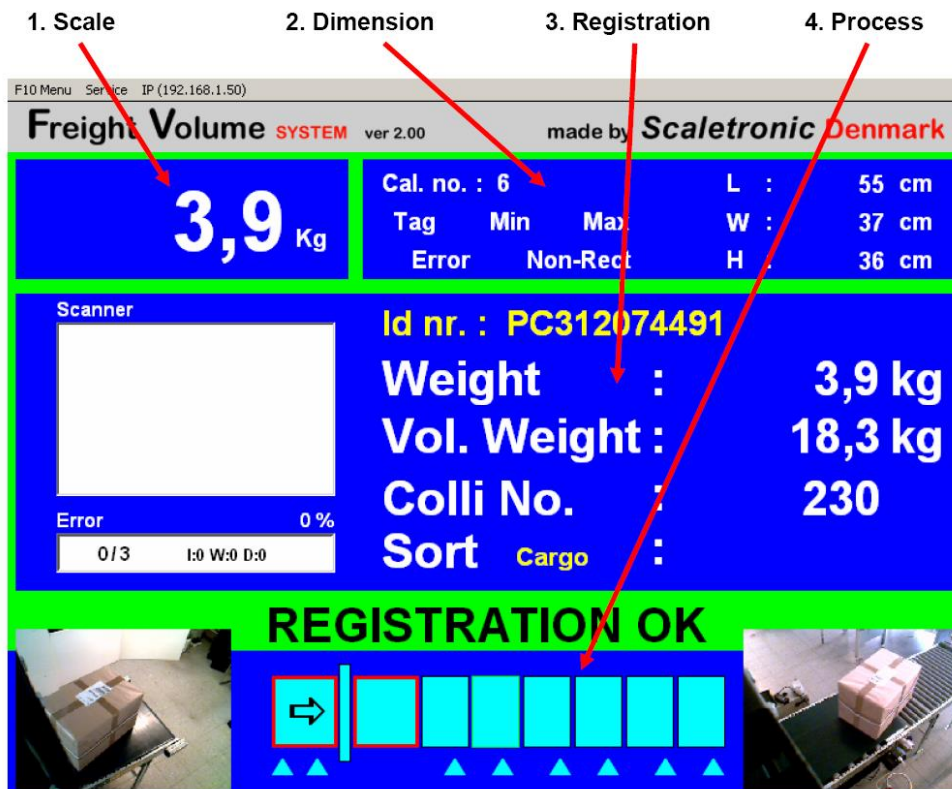 1. Scale 2. Dimension 3. Registration 4. Process
F10 Menu Service IP (192.168.1.50)
Freight Volume SYSTEM ver 2.00 made by Scaletronic Denmark
3,9 Kg
Cal. no. : 6 L : 55 cm
Tag Min Max W : 37 cm
Error Non-Rect H : 36 cm
Scanner
Id nr. : PC312074491
Weight : 3,9 kg
Vol. Weight : 18,3 kg
Colli No. : 230
Error 0 %
0/3 I:0 W:0 D:0
Sort Cargo :
REGISTRATION OK